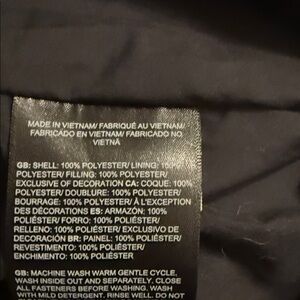 MADE IN VIETNAM/ FABRIQUÉ AU VIETNAM/
FABRICADO EN VIETNAM/ FABRICADO NO
VIETNÃ
GB: SHELL: 100% POLYESTER/ LINING: 100%
POLYESTER/ FILLING: 100% POLYESTER/
EXCLUSIVE OF DECORATION CA: COQUE: 100%
POLYESTER/ DOUBLURE: 100% POLYESTER/
BOURRAGE: 100% POLYESTER/ À L'EXCEPTION
DES DÉCORATIONS ES: ARMAZÓN: 100%
POLIÉSTER/ FORRO: 100% POLIÉSTER/
RELLENO: 100% POLIÉSTER/ EXCLUSIVO DE
DECORACIÓN BR: PAINEL: 100% POLIÉSTER/
REVESTIMENTO: 100% POLIÉSTER/
ENCHIMENTO: 100% POLIÉSTER
GB: MACHINE WASH WARM GENTLE CYCLE,
WASH INSIDE OUT AND SEPARATELY, CLOSE
ALL FASTENERS BEFORE WASHING, WASH
WITH MILD DETERGENT, RINSE WELL, DO NOT